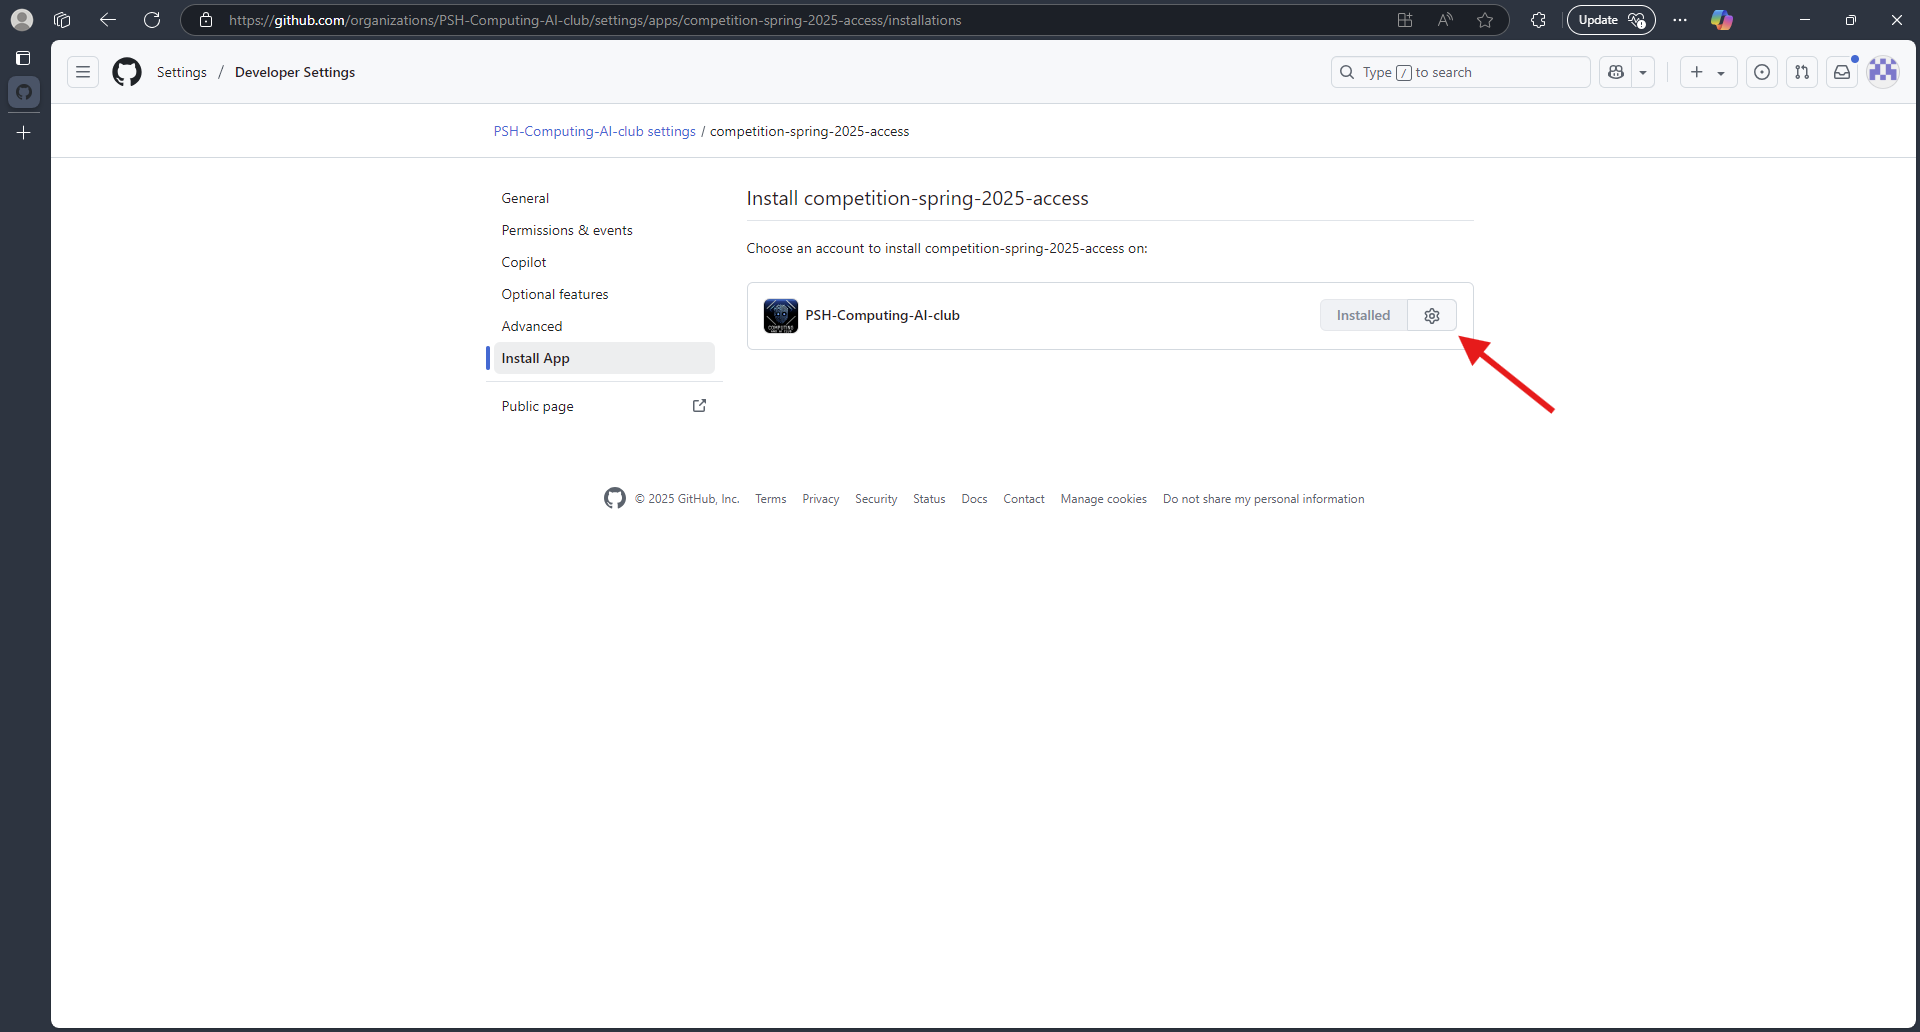 https://github.com/organizations/PSH-Computing-AI-club/settings/apps/competition-spring-2025-access/installations
Update
Settings / Developer Settings
Type / to search
PSH-Computing-AI-club settings / competition-spring-2025-access
General
Permissions & events
Copilot
Optional features
Advanced
Install App
Public page
Install competition-spring-2025-access
Choose an account to install competition-spring-2025-access on:
PSH-Computing-AI-club
Installed
© 2025 GitHub, Inc. Terms Privacy Security Status Docs Contact Manage cookies Do not share my personal information